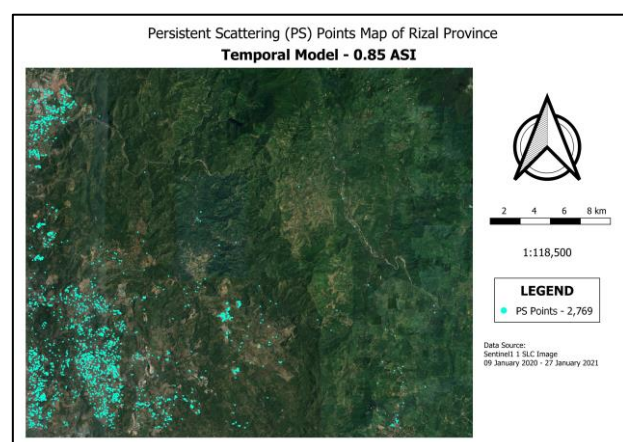 Persistent Scattering (PS) Points Map of Rizal Province
Temporal Model - 0.85 ASI
2 4 6 8 km
1:118,500
LEGEND
PS Points - 2,769
Data Source:
Sentinel1 1 SLC Image
09 January 2020 - 27 January 2021